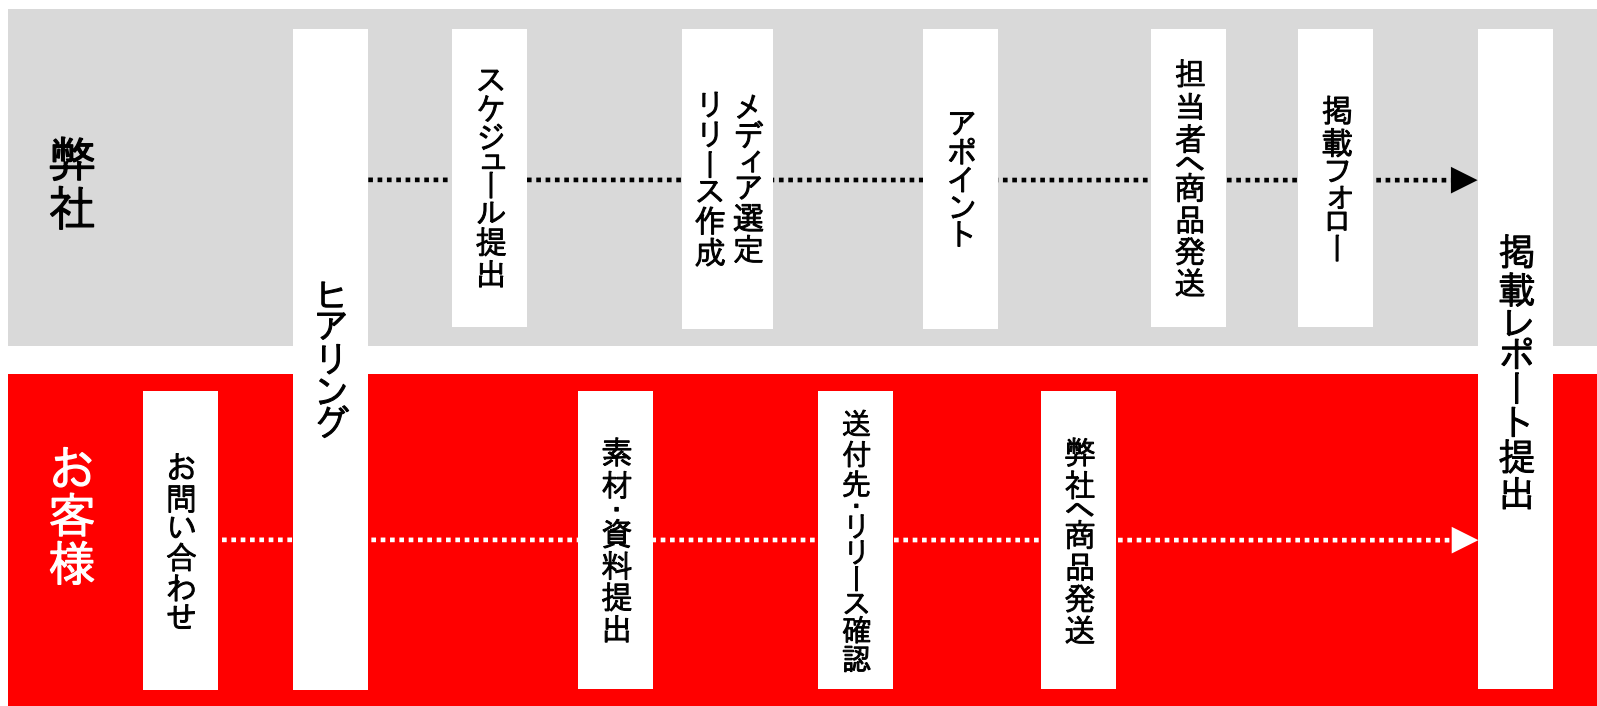 弊社
ヒアリング
スケジュール提出
メディア選定
リリース作成
アポイント
担当者へ商品発送
掲載フォロー
掲載レポート提出
お客様
お問い合わせ
素材・資料提出
送付先・リリース確認
弊社へ商品発送